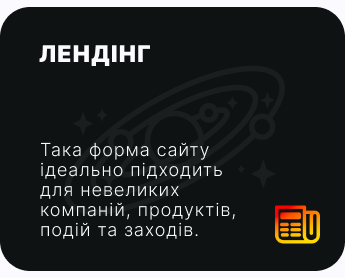 ЛЕНДІНГ
Така форма сайту
ідеально підходить
для невеликих
компаній, продуктів,
подій та заходів.